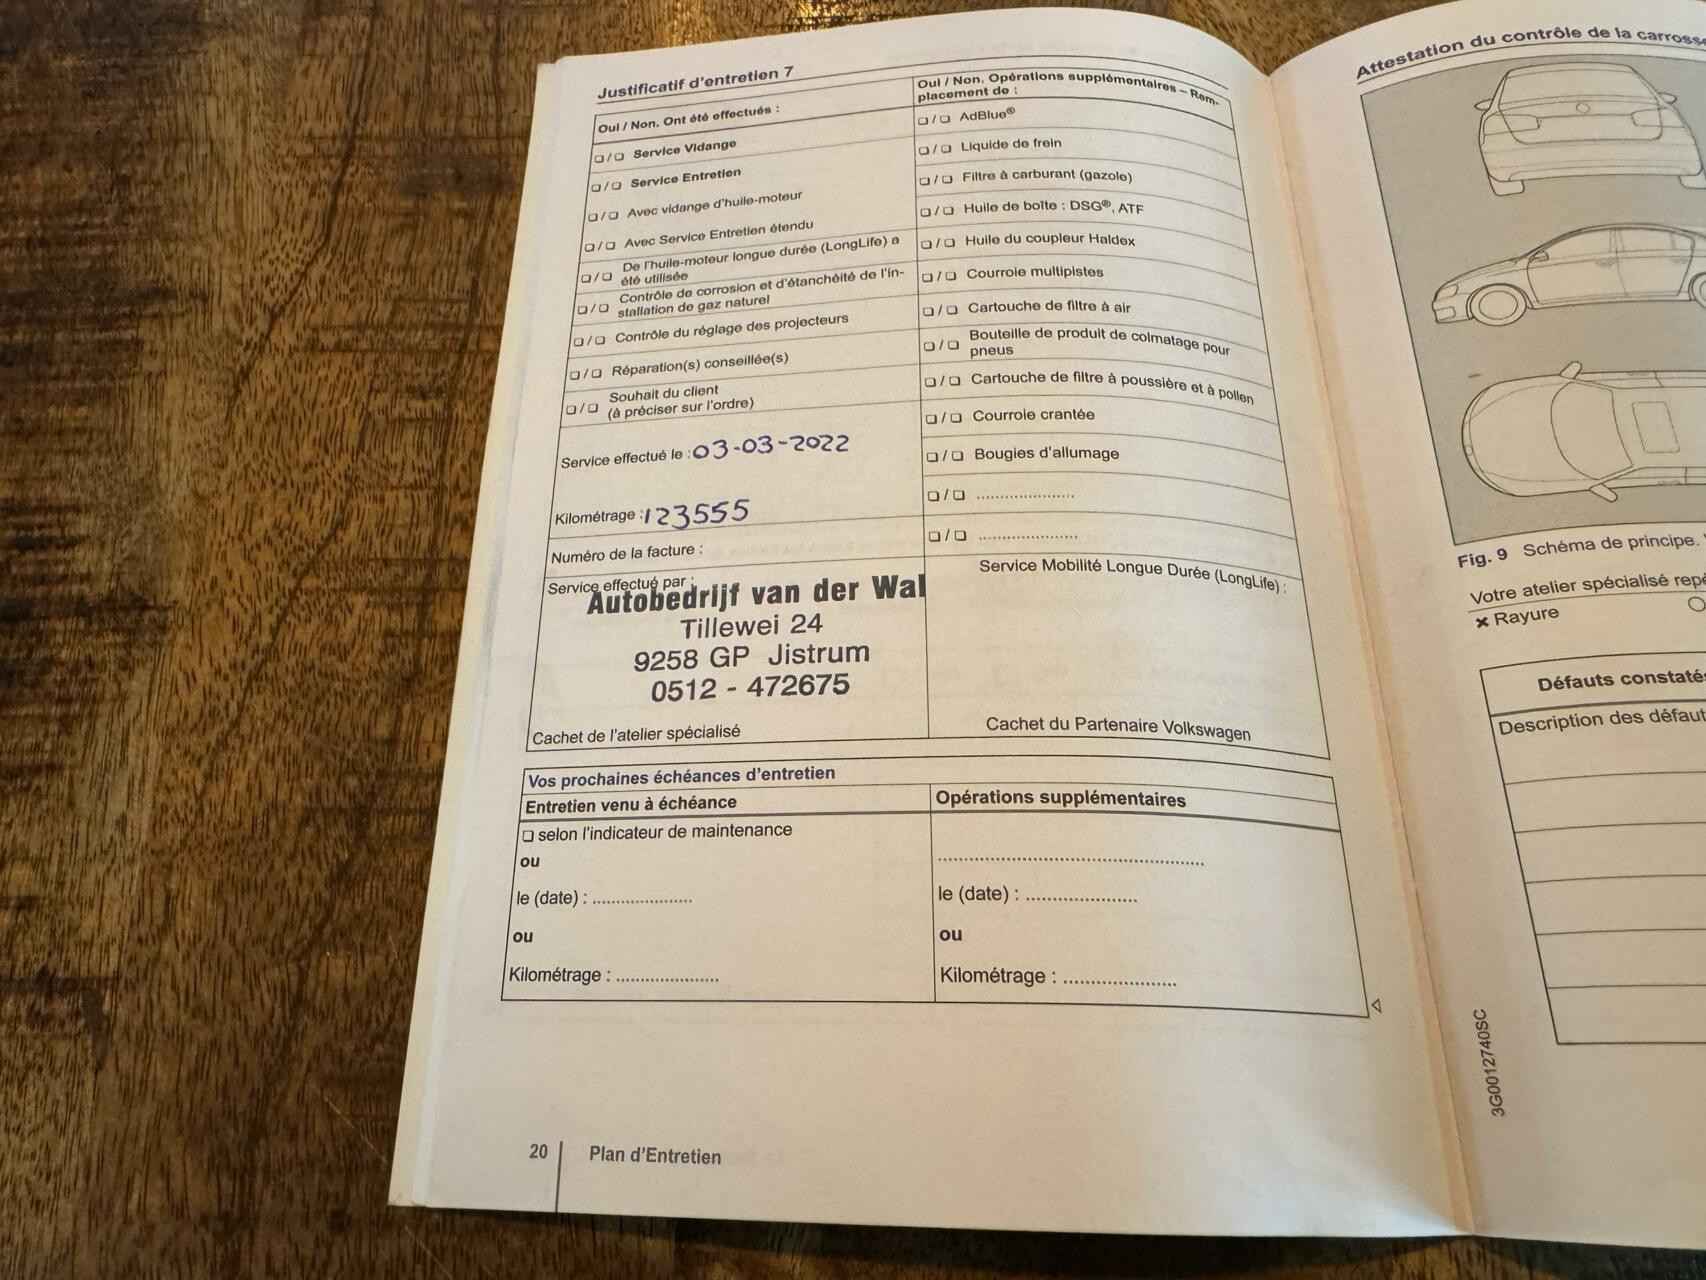 Justificatif d'entretien 7
Oui / Non. Ont été effectués :
❏ / ❏ Service Vidange
❏ / ❏ Service Entretien
❏ / ❏ Avec vidange d'huile-moteur
❏ / ❏ Avec Service Entretien étendu
❏ / ❏ De l'huile-moteur longue durée (LongLife) a
été utilisée
❏ / ❏ Contrôle de corrosion et d'étanchéité de l'in-
stallation de gaz naturel
❏ / ❏ Contrôle du réglage des projecteurs
❏ / ❏ Réparation(s) conseillée(s)
❏ / ❏ Souhait du client
(à préciser sur l'ordre)
Service effectué le : 03-03-2022
Kilométrage : 123555
Numéro de la facture :
Service effectué par :
Autobedrijf van der Wal
Tillewei 24
9258 GP Jistrum
0512 - 472675
Cachet de l'atelier spécialisé
Oui / Non. Opérations supplémentaires – Rem-
placement de :
❏ / ❏ AdBlue®
❏ / ❏ Liquide de frein
❏ / ❏ Filtre à carburant (gazole)
❏ / ❏ Huile de boîte : DSG®, ATF
❏ / ❏ Huile du coupleur Haldex
❏ / ❏ Courroie multipistes
❏ / ❏ Cartouche de filtre à air
❏ / ❏ Bouteille de produit de colmatage pour
pneus
❏ / ❏ Cartouche de filtre à poussière et à pollen
❏ / ❏ Courroie crantée
❏ / ❏ Bougies d'allumage
❏ / ❏ .....................
❏ / ❏ .....................
Service Mobilité Longue Durée (LongLife) :
Cachet du Partenaire Volkswagen
Vos prochaines échéances d'entretien
Entretien venu à échéance
❏ selon l'indicateur de maintenance
ou
le (date) : .....................
ou
Kilométrage : .....................
Opérations supplémentaires
.....................................................
le (date) : .....................
ou
Kilométrage : .....................
20 Plan d'Entretien
Attestation du contrôle de la
Fig. 9 Schéma de principe.
Votre atelier spécialisé
✗ Rayure
Défauts
Description des
3G0012740SC